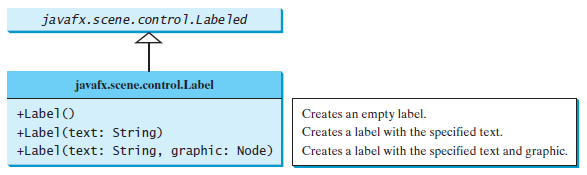 javafx.scene.control.Labeled
javafx.scene.control.Label
+Label()
+Label(text: String)
+Label(text: String, graphic: Node)
Creates an empty label.
Creates a label with the specified text.
Creates a label with the specified text and graphic.